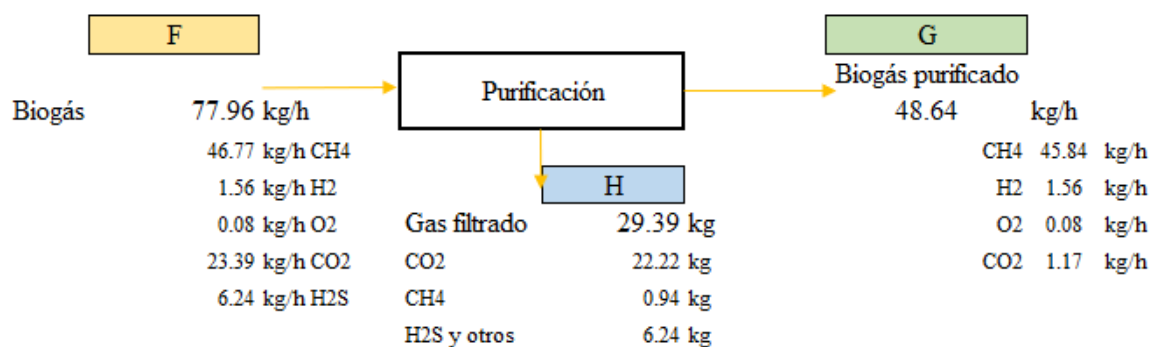 F
G
Purificación
Biogás purificado
Biogás 77.96 kg/h
48.64 kg/h
46.77 kg/h CH4
CH4 45.84 kg/h
1.56 kg/h H2
H
H2 1.56 kg/h
0.08 kg/h O2
Gas filtrado 29.39 kg
O2 0.08 kg/h
23.39 kg/h CO2
CO2 22.22 kg
CO2 1.17 kg/h
6.24 kg/h H2S
CH4 0.94 kg
H2S y otros 6.24 kg